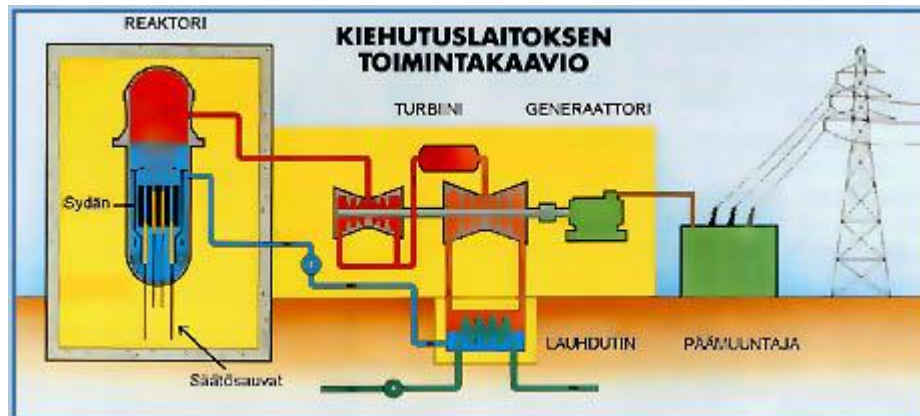 REAKTORI
KIEHUTUSLAITOKSEN
TOIMINTAKAAVIO
TURBIINI
GENERAATTORI
Sydän
LAUHDUTIN
PÄÄMUUNTAJA
Säätösauvat